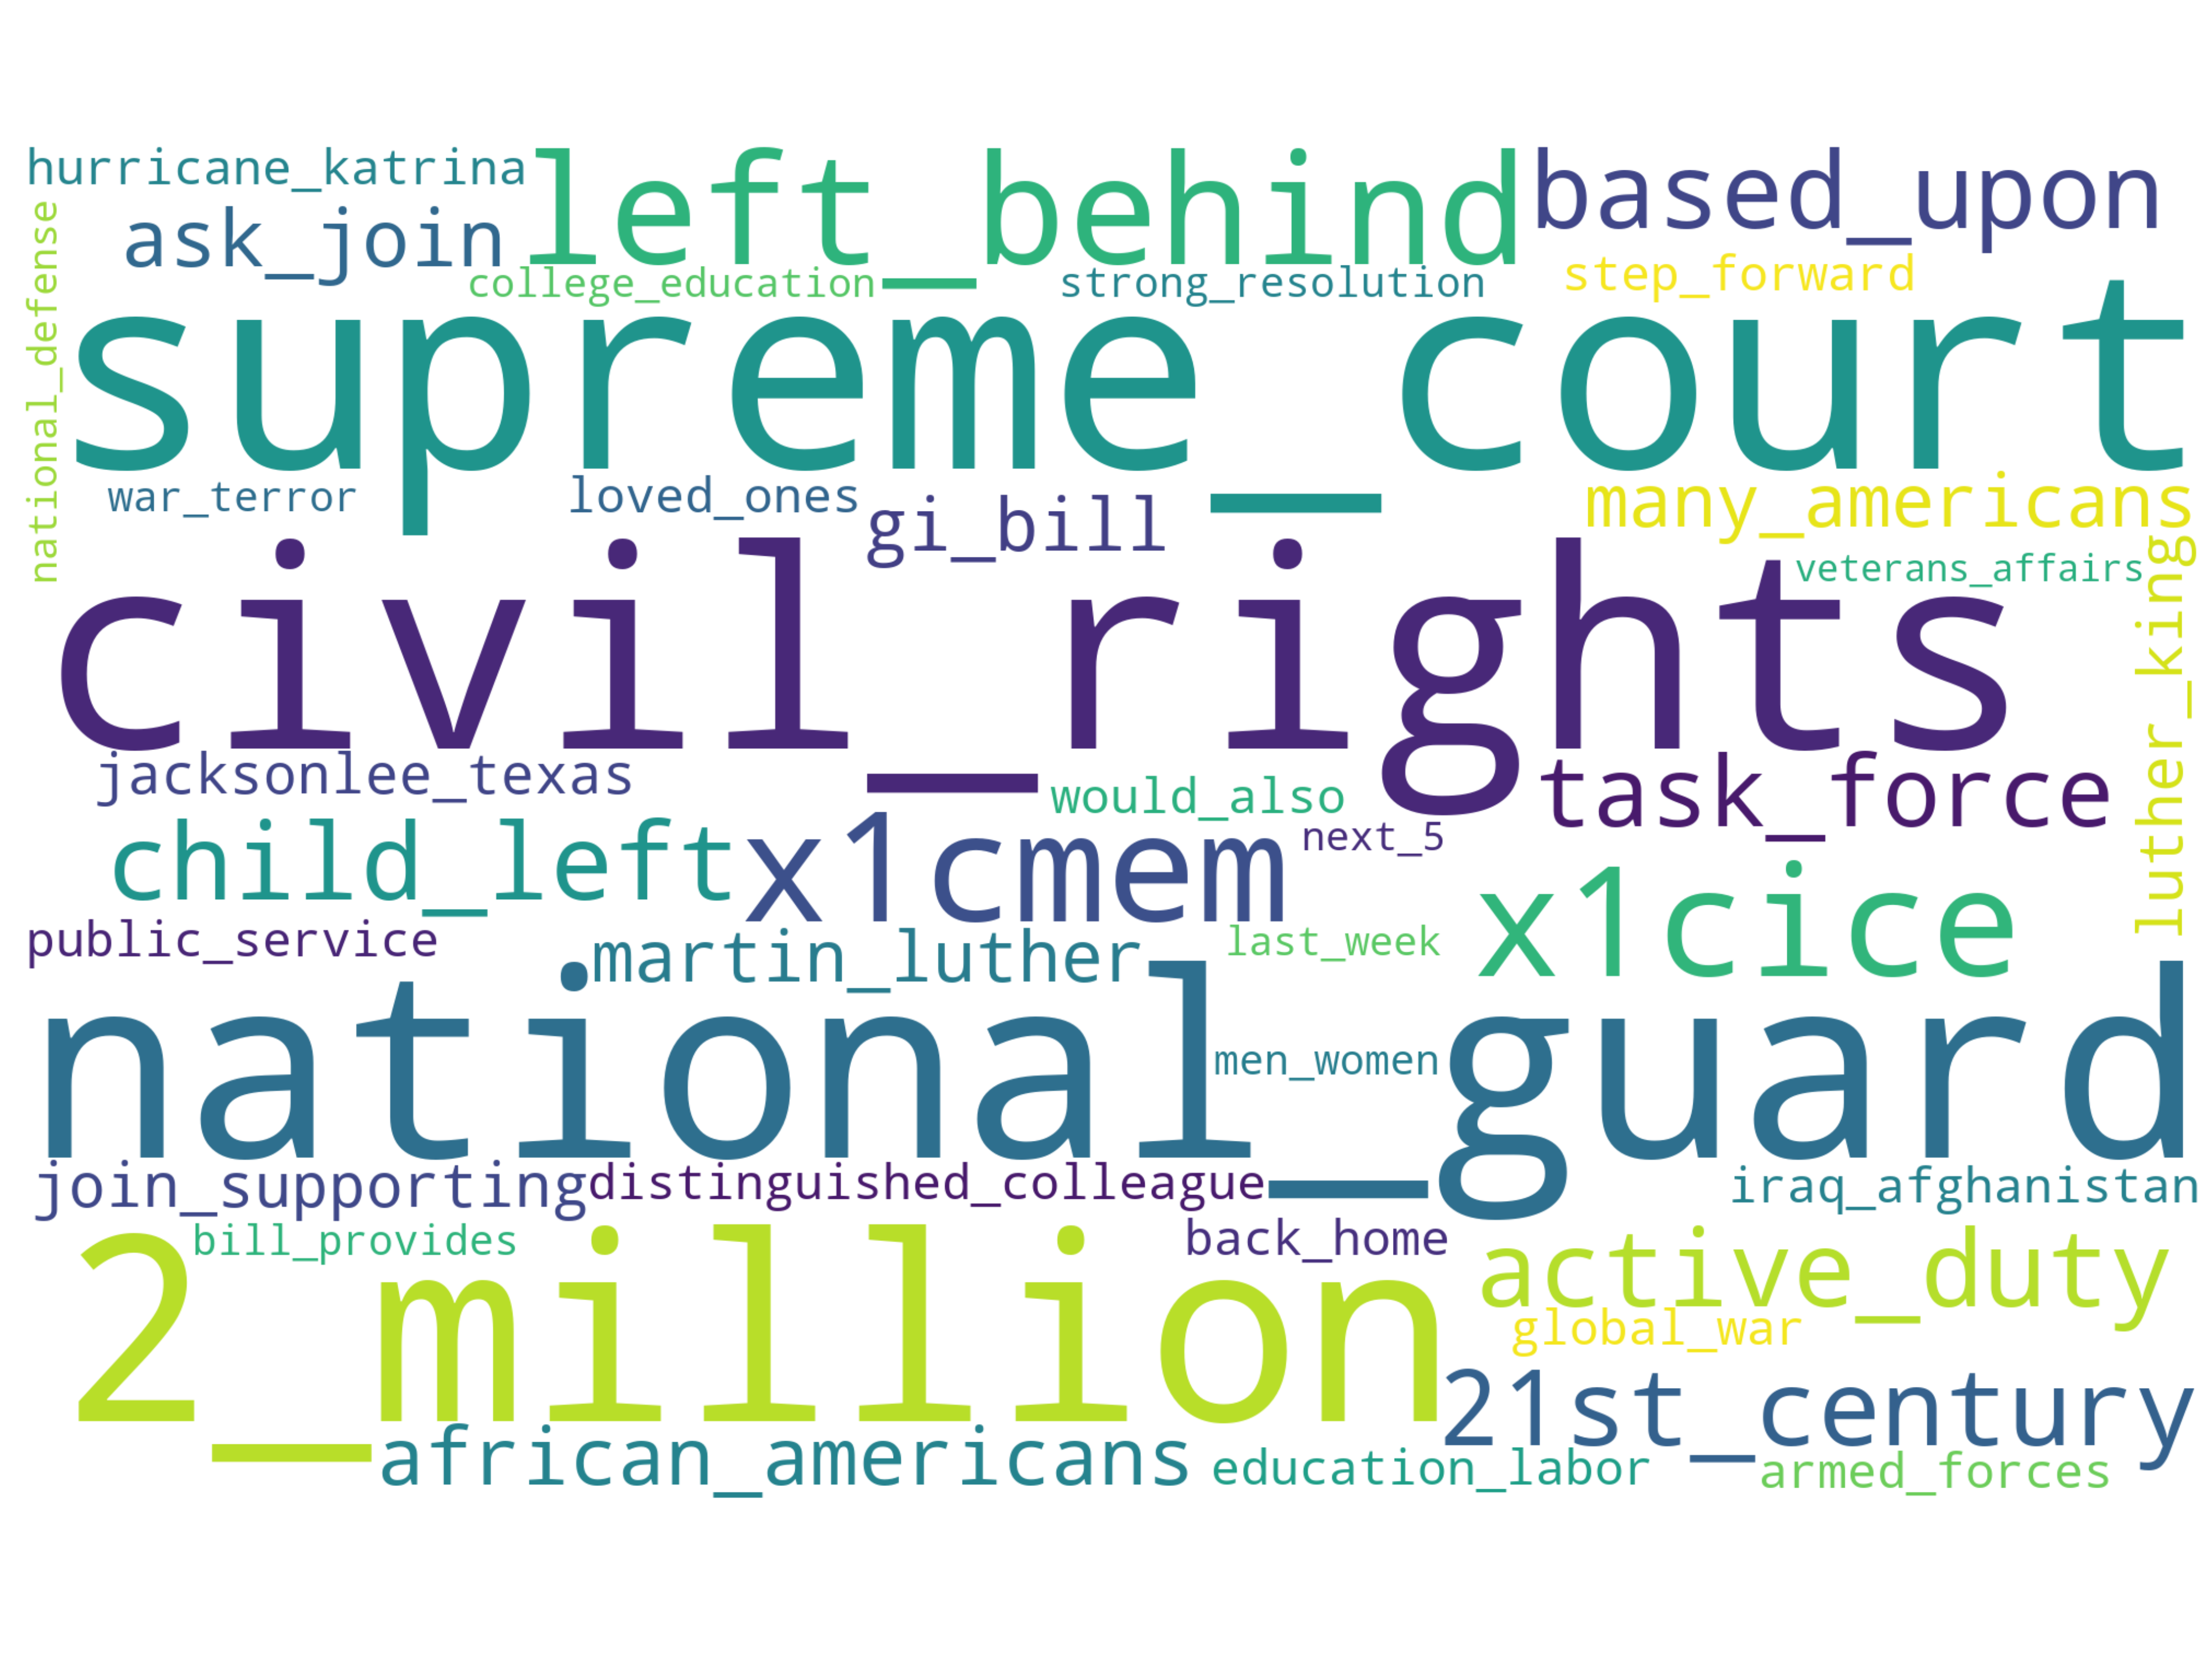 hurricane_katrina
left_behind
based_upon
ask_join
national_defense
college_education
strong_resolution
step_forward
supreme_court
war_terror
loved_ones
gi_bill
many_americans
veterans_affairs
luther_king
civil_rights
jacksonlee_texas
would_also
task_force
child_left
x1cmem
next_5
x1cice
public_service
martin_luther
last_week
national_guard
men_women
join_supporting
distinguished_colleague
iraq_afghanistan
bill_provides
back_home
active_duty
2_million
global_war
21st_century
african_americans
education_labor
armed_forces